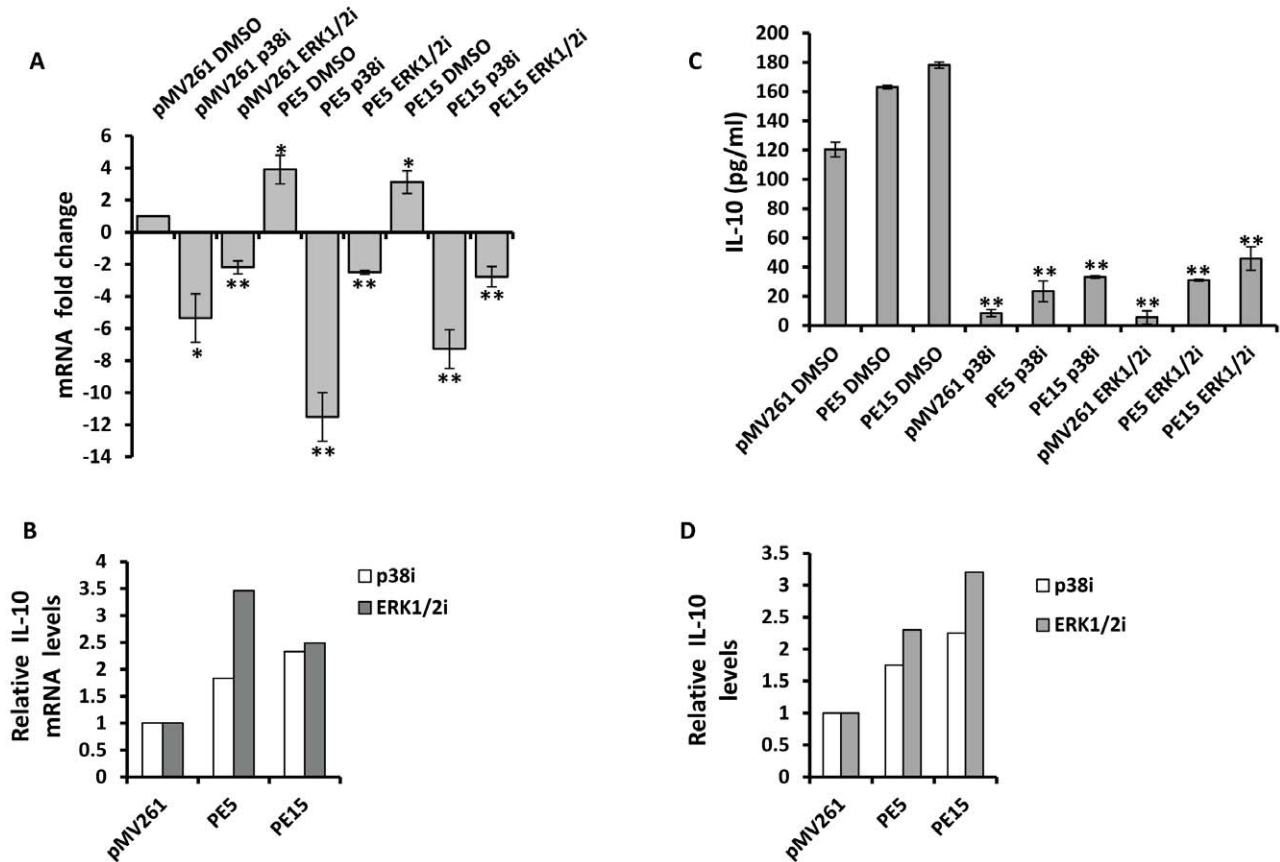 A
pMV261 DMSO
pMV261 p38i
pMV261 ERK1/2i
PE5 DMSO
PE5 p38i
PE5 ERK1/2i
PE15 DMSO
PE15 p38i
PE15 ERK1/2i
mRNA fold change
6
4
2
0
-2
-4
-6
-8
-10
-12
-14
*
**
*
**
**
*
**
**
C
IL-10 (pg/ml)
200
180
160
140
120
100
80
60
40
20
0
**
**
**
**
**
**
pMV261 DMSO
PE5 DMSO
PE15 DMSO
pMV261 p38i
PE5 p38i
PE15 p38i
pMV261 ERK1/2i
PE5 ERK1/2i
PE15 ERK1/2i
B
Relative IL-10
mRNA levels
4
3.5
3
2.5
2
1.5
1
0.5
0
pMV261
PE5
PE15
p38i
ERK1/2i
D
Relative IL-10
levels
3.5
3
2.5
2
1.5
1
0.5
0
pMV261
PE5
PE15
p38i
ERK1/2i